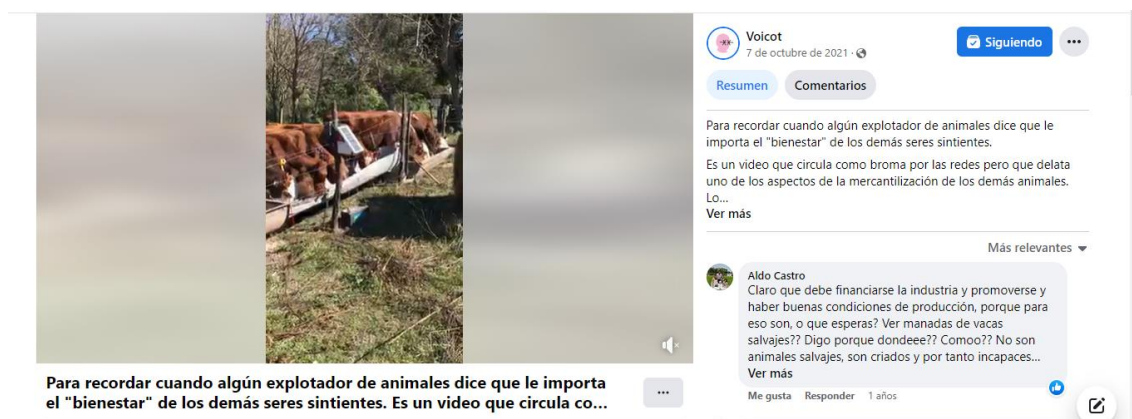 Voicot
7 de octubre de 2021 ·
Siguiendo
Resumen
Comentarios
Para recordar cuando algún explotador de animales dice que le
importa el "bienestar" de los demás seres sintientes.
Es un video que circula como broma por las redes pero que delata
uno de los aspectos de la mercantilización de los demás animales.
Lo...
Ver más
Más relevantes
Aldo Castro
Claro que debe financiarse la industria y promoverse y
haber buenas condiciones de producción, porque para
eso son, o que esperas? Ver manadas de vacas
salvajes?? Digo porque dondeee?? Comoo?? No son
animales salvajes, son criados y por tanto incapaces...
Ver más
Me gusta Responder 1 años
Para recordar cuando algún explotador de animales dice que le importa
el "bienestar" de los demás seres sintientes. Es un video que circula co...